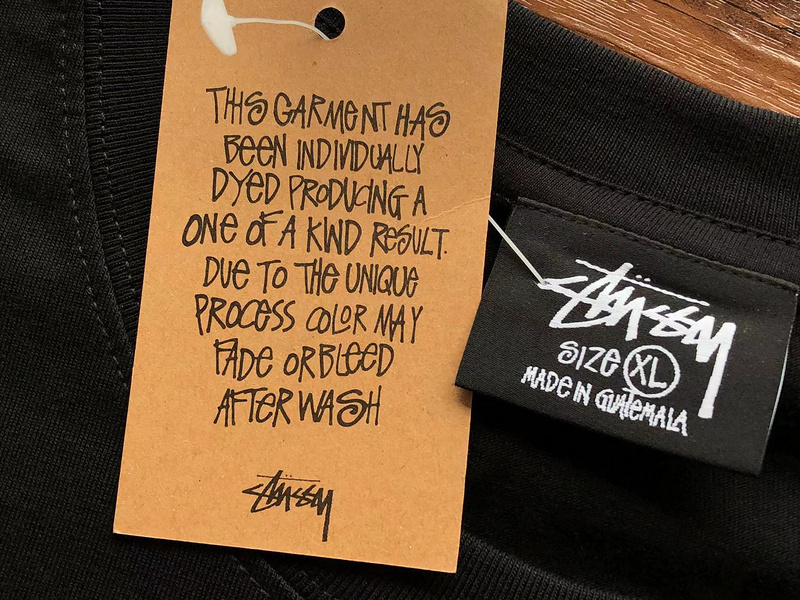 THIS GARMENT HAS
BEEN INDIVIDUALLY
DYED PRODUCING A
ONE OF A KIND RESULT.
DUE TO THE UNIQUE
PROCESS COLOR MAY
FADE OR BLEED
AFTER WASH
Stüssy
Stüssy
SIZE XL
MADE IN GUATEMALA